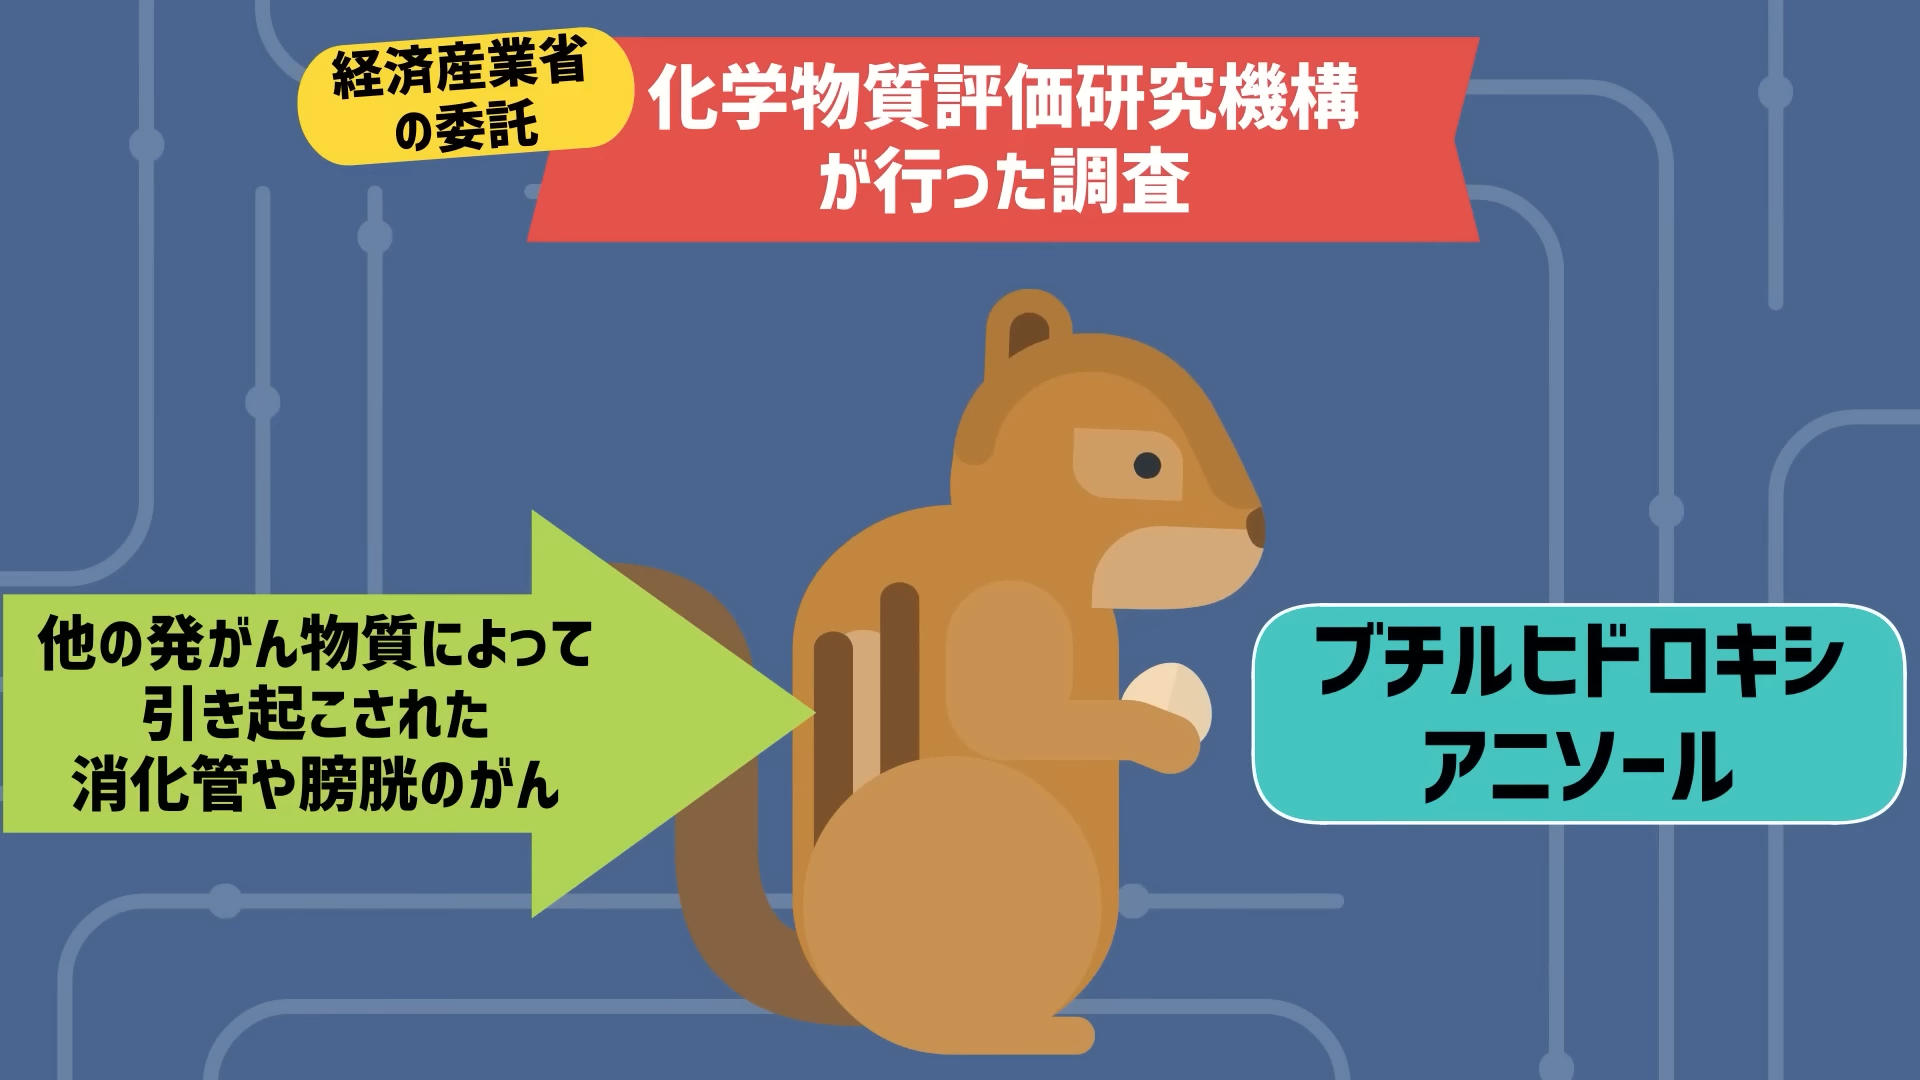 経済産業省
の委託
化学物質評価研究機構
が行った調査
他の発がん物質によって
引き起こされた
消化管や膀胱のがん
ブチルヒドロキシ
アニソール